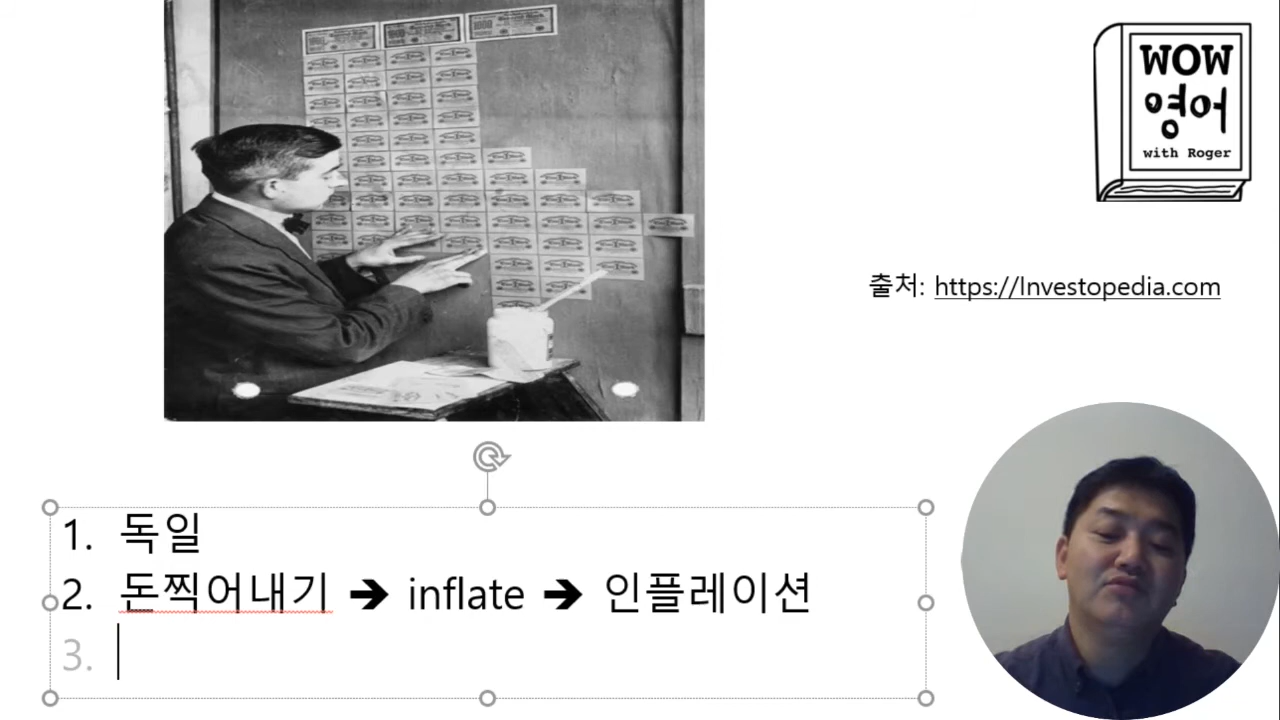 WOW
영어
with Roger
출처: https://Investopedia.com
1. 독일
2. 돈찍어내기 ➔ inflate ➔ 인플레이션
3.